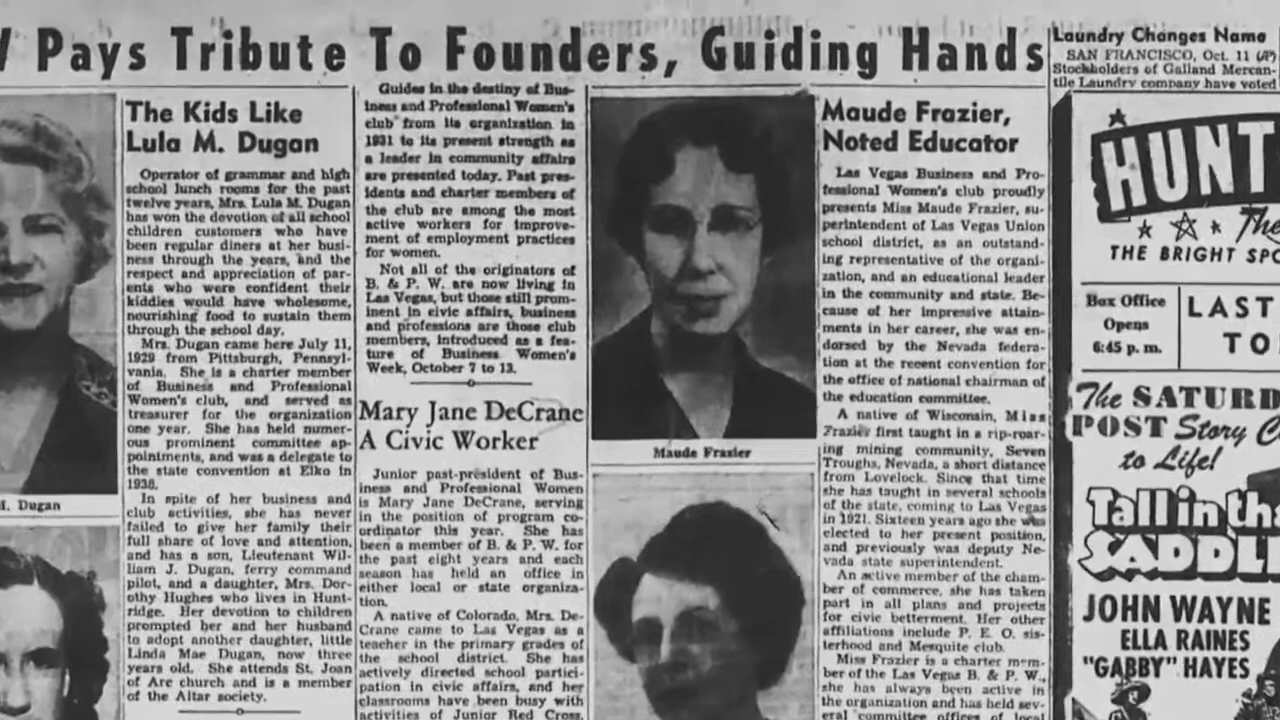 Pays Tribute To Founders, Guiding Hands
The Kids Like
Lula M. Dugan
Operator of grammar and high
school lunch rooms for the past
twelve years, Mrs. Lula M. Dugan
has won the devotion of all school
children customers who have
been regular diners at her busi-
ness through the years, and the
respect and appreciation of par-
ents who were confident their
kiddies would have wholesome,
nourishing food to sustain them
through the school day.
Mrs. Dugan came here July 11,
1929 from Pittsburgh, Pennsyl-
vania. She is a charter member
of Business and Professional
Women's club, and served as
treasurer for the organization
one year. She has held numer-
ous prominent committee ap-
pointments, and was a delegate to
the state convention at Elko in
1938.
In spite of her business and
club activities, she has never
failed to give her family their
full share of love and attention,
and has a son, Lieutenant Wil-
liam J. Dugan, ferry command
pilot, and a daughter, Mrs. Dor-
othy Hughes who lives in Hunt-
ridge. Her devotion to children
prompted her and her husband
to adopt another daughter, little
Linda Mae Dugan, now three
years old. She attends St. Joan
of Arc church and is a member
of the Altar society.
M. Dugan
Guides in the destiny of Bus-
iness and Professional Women's
club from its organization in
1931 to its present strength as
a leader in community affairs
are presented today. Past pres-
idents and charter members of
the club are among the most
active workers for improve-
ment of employment practices
for women.
Not all of the originators of
B. & P. W. are now living in
Las Vegas, but those still prom-
inent in civic affairs, business
and professions are those club
members, introduced as a fea-
ture of Business Women's
Week, October 7 to 13.
Mary Jane DeCrane
A Civic Worker
Junior past-president of Bus-
iness and Professional Women
is Mary Jane DeCrane, serving
in the position of program co-
ordinator this year. She has
been a member of B. & P. W. for
the past eight years and each
season has held an office in
either local or state organiza-
tion.
A native of Colorado, Mrs. De-
Crane came to Las Vegas as a
teacher in the primary grades of
the school district. She has
actively directed school partici-
pation in civic affairs, and her
classrooms have been busy with
activities of Junior Red Cross,
Maude Frazier
Maude Frazier,
Noted Educator
Las Vegas Business and Pro-
fessional Women's club proudly
presents Miss Maude Frazier, su-
perintendent of Las Vegas Union
school district, as an outstand-
ing representative of the organi-
zation, and an educational leader
in the community and state. Be-
cause of her impressive attain-
ments in her career, she was en-
dorsed by the Nevada federa-
tion at the recent convention for
the office of national chairman of
the education committee.
A native of Wisconsin, Miss
Frazier first taught in a rip-roar-
ing mining community, Seven
Troughs, Nevada, a short distance
from Lovelock. Since that time
she has taught in several schools
of the state, coming to Las Vegas
in 1921. Sixteen years ago she was
elected to her present position,
and previously was deputy Ne-
vada state superintendent.
An active member of the cham-
ber of commerce, she has taken
part in all plans and projects
for civic betterment. Her other
affiliations include P. E. O. sis-
terhood and Mesquite club.
Miss Frazier is a charter mem-
ber of the Las Vegas B. & P. W.,
she has always been active in
the organization and has held sev-
eral committee offices of local
Laundry Changes Name
SAN FRANCISCO, Oct. 11 (AP)
Stockholders of Galland Mercan-
tile Laundry company have voted
HUNT
The
THE BRIGHT SPO
Box Office
Opens
6:45 p. m.
LAST
TO
The SATURD
POST Story C
to Life!
Tall in the
SADDL
JOHN WAYNE
ELLA RAINES
"GABBY" HAYES